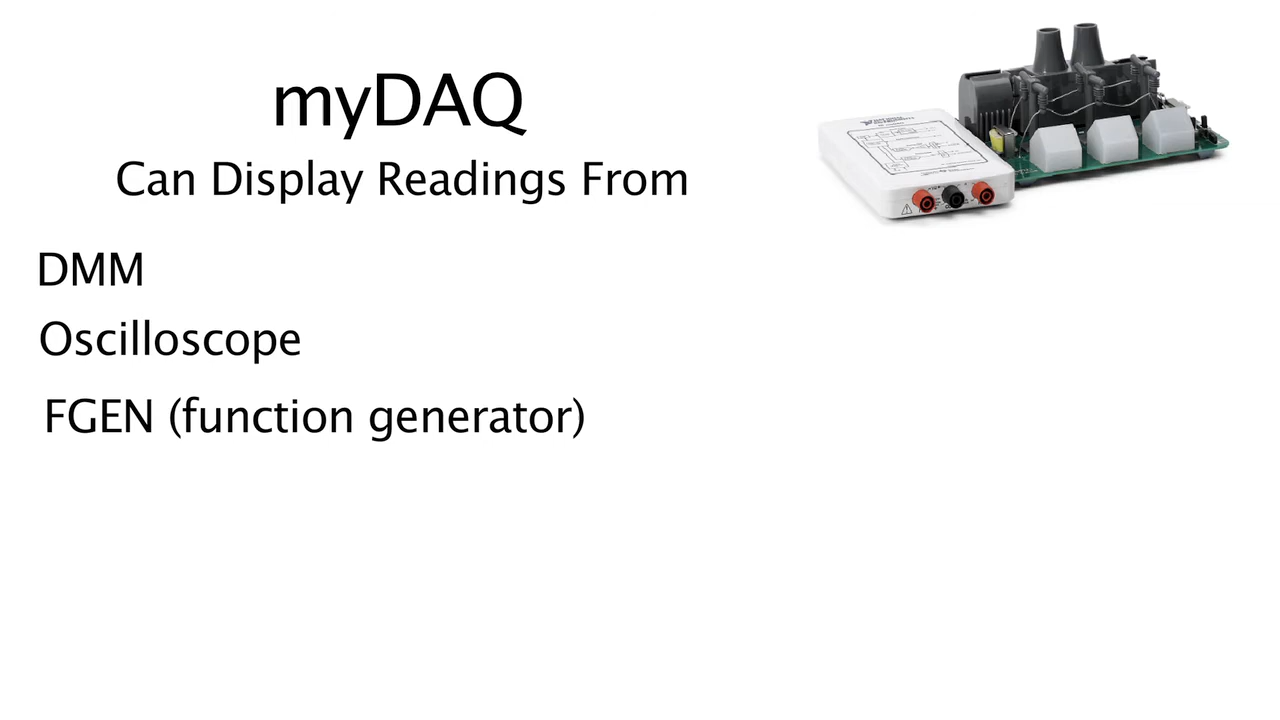 myDAQ
Can Display Readings From
DMM
Oscilloscope
FGEN (function generator)